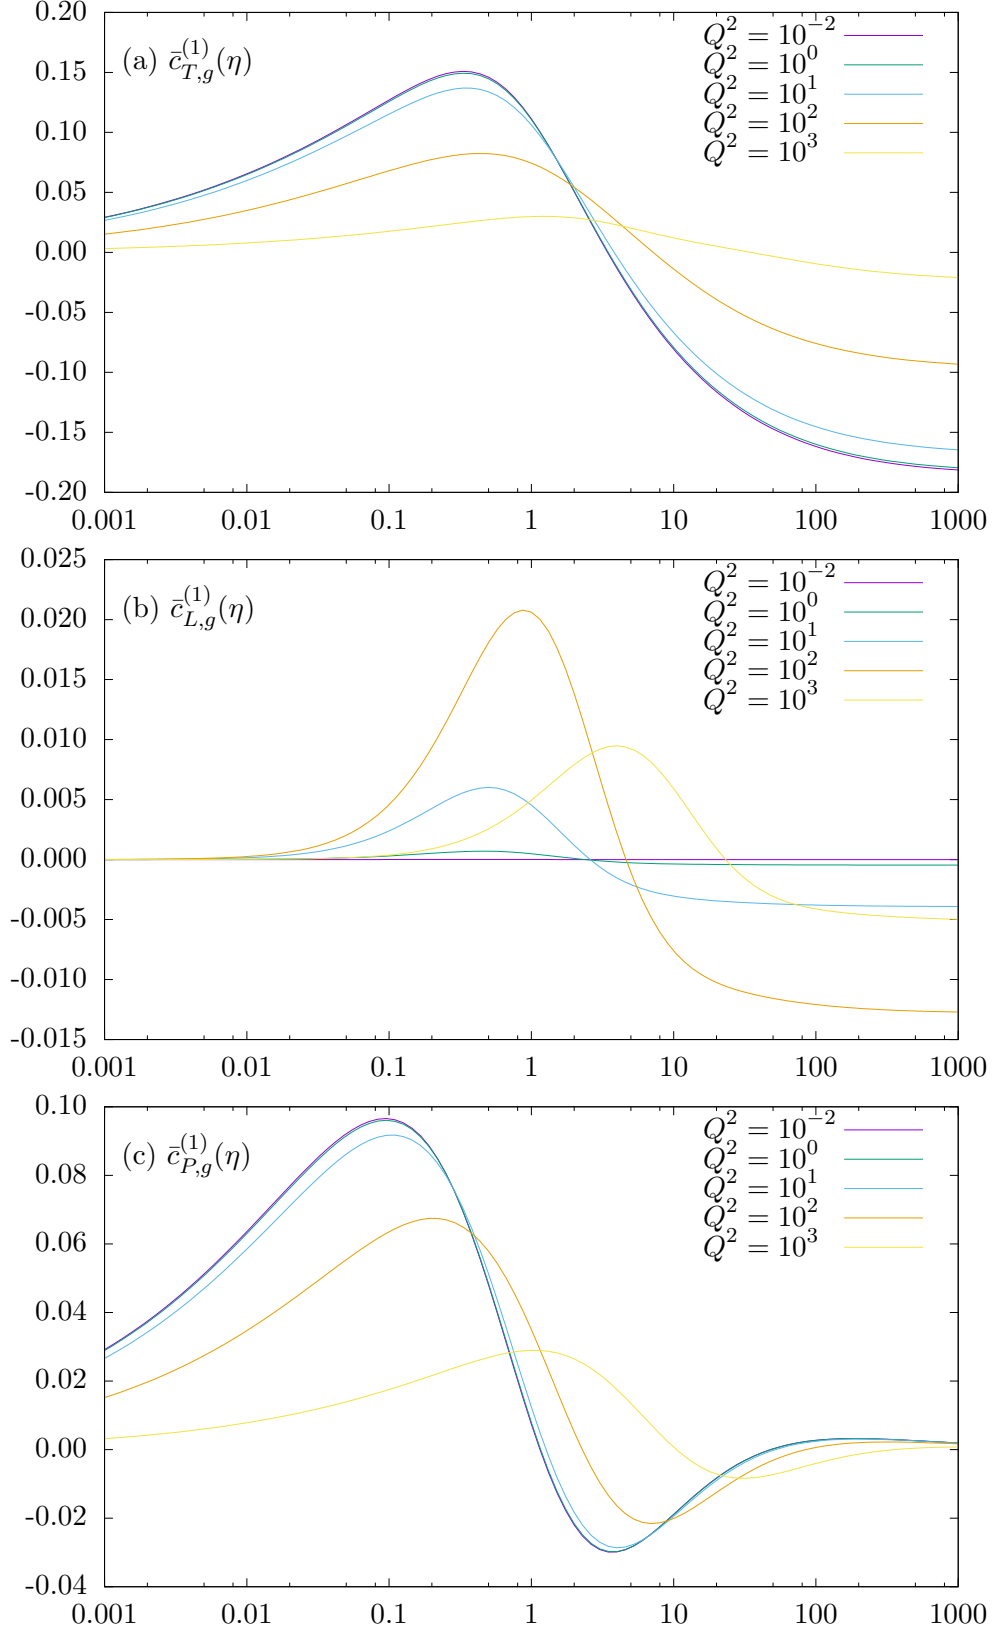 0.20
0.15
0.10
0.05
0.00
-0.05
-0.10
-0.15
-0.20
(a) c̄_{T,g}^{(1)}(η)
Q² = 10⁻²
Q² = 10⁰
Q² = 10¹
Q² = 10²
Q² = 10³
0.001 0.01 0.1 1 10 100 1000
0.025
0.020
0.015
0.010
0.005
0.000
-0.005
-0.010
-0.015
(b) c̄_{L,g}^{(1)}(η)
Q² = 10⁻²
Q² = 10⁰
Q² = 10¹
Q² = 10²
Q² = 10³
0.001 0.01 0.1 1 10 100 1000
0.10
0.08
0.06
0.04
0.02
0.00
-0.02
-0.04
(c) c̄_{P,g}^{(1)}(η)
Q² = 10⁻²
Q² = 10⁰
Q² = 10¹
Q² = 10²
Q² = 10³
0.001 0.01 0.1 1 10 100 1000